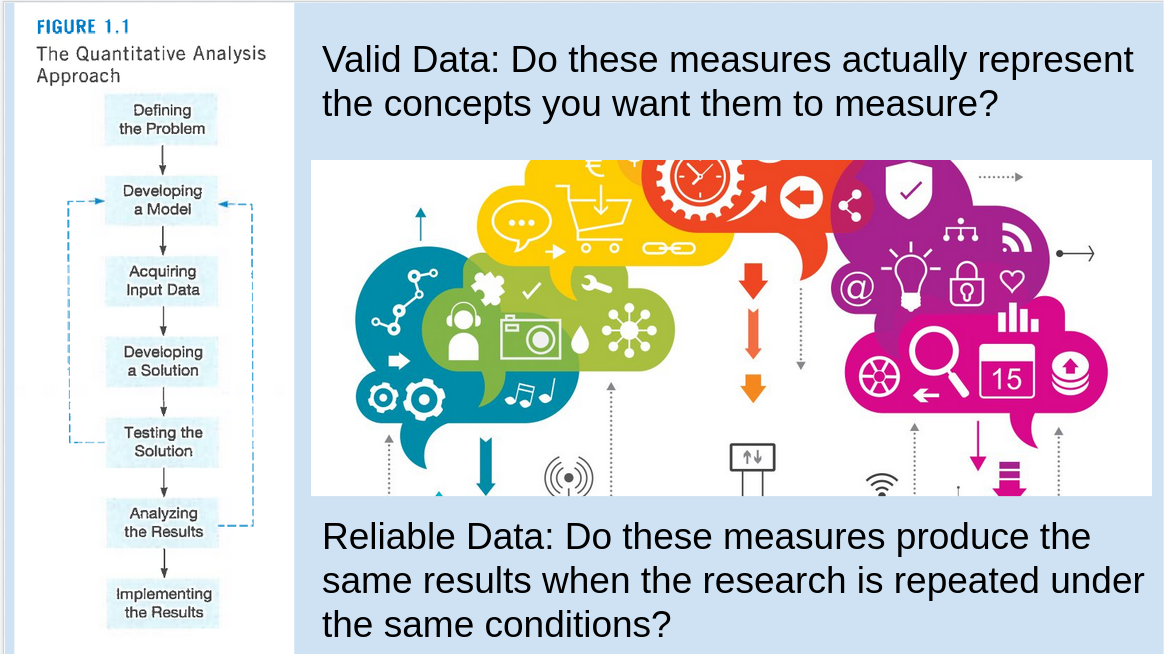 FIGURE 1.1
The Quantitative Analysis
Approach
Defining
the Problem
Developing
a Model
Acquiring
Input Data
Developing
a Solution
Testing the
Solution
Analyzing
the Results
Implementing
the Results
Valid Data: Do these measures actually represent
the concepts you want them to measure?
€
@
15
Reliable Data: Do these measures produce the
same results when the research is repeated under
the same conditions?